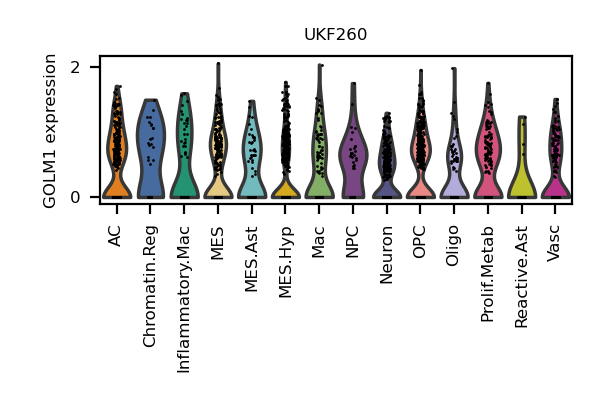 UKF260
GOLM1 expression
2
0
AC
Chromatin.Reg
Inflammatory.Mac
MES
MES.Ast
MES.Hyp
Mac
NPC
Neuron
OPC
Oligo
Prolif.Metab
Reactive.Ast
Vasc